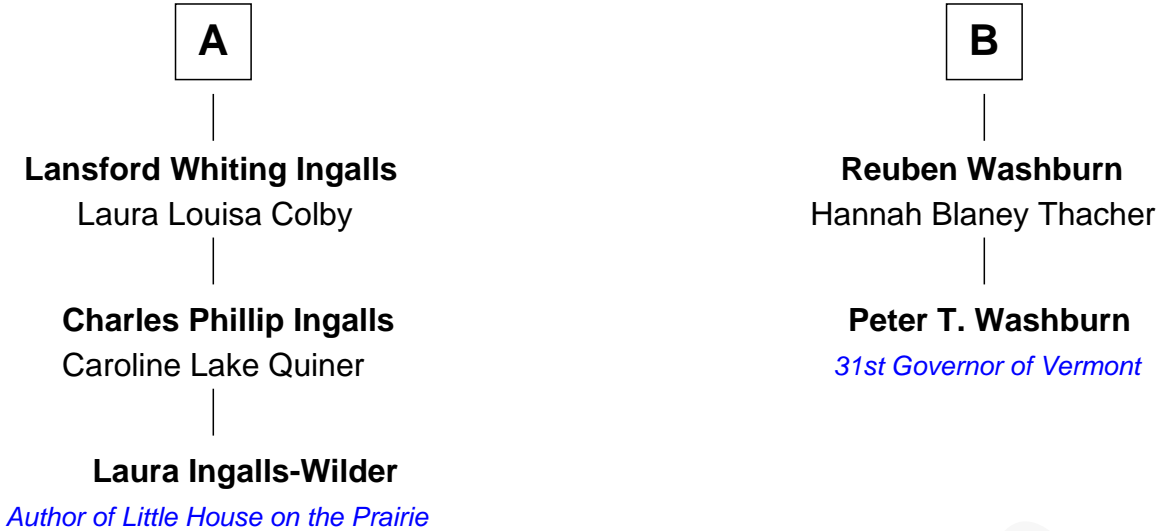 A
Lansford Whiting Ingalls
Laura Louisa Colby
Charles Phillip Ingalls
Caroline Lake Quiner
Laura Ingalls-Wilder
Author of Little House on the Prairie
B
Reuben Washburn
Hannah Blaney Thacher
Peter T. Washburn
31st Governor of Vermont